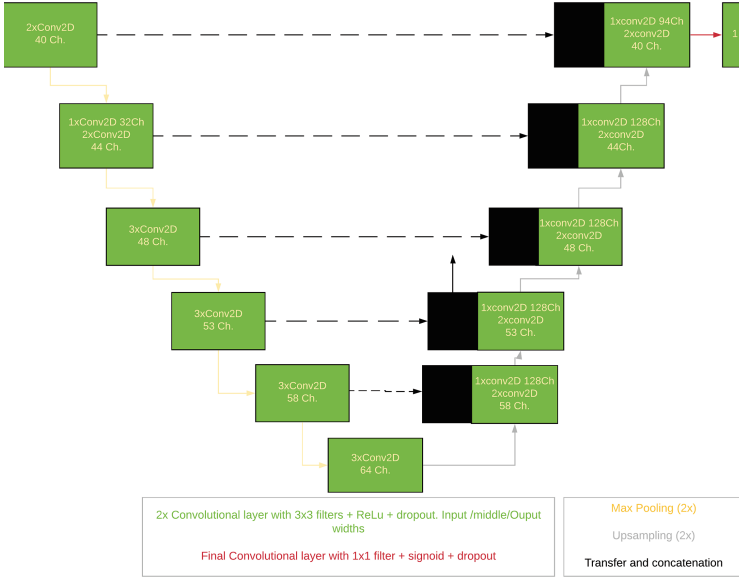 2xConv2D
40 Ch.
1xconv2D 94Ch
2xconv2D
40 Ch.
1
1xConv2D 32Ch
2xConv2D
44 Ch.
1xconv2D 128Ch
2xconv2D
44Ch.
3xConv2D
48 Ch.
1xconv2D 128Ch
2xconv2D
48 Ch.
3xConv2D
53 Ch.
1xconv2D 128Ch
2xconv2D
53 Ch.
3xConv2D
58 Ch.
1xconv2D 128Ch
2xconv2D
58 Ch.
3xConv2D
64 Ch.
2x Convolutional layer with 3x3 filters + ReLu + dropout. Input /middle/Ouput
widths
Final Convolutional layer with 1x1 filter + signoid + dropout
Max Pooling (2x)
Upsampling (2x)
Transfer and concatenation